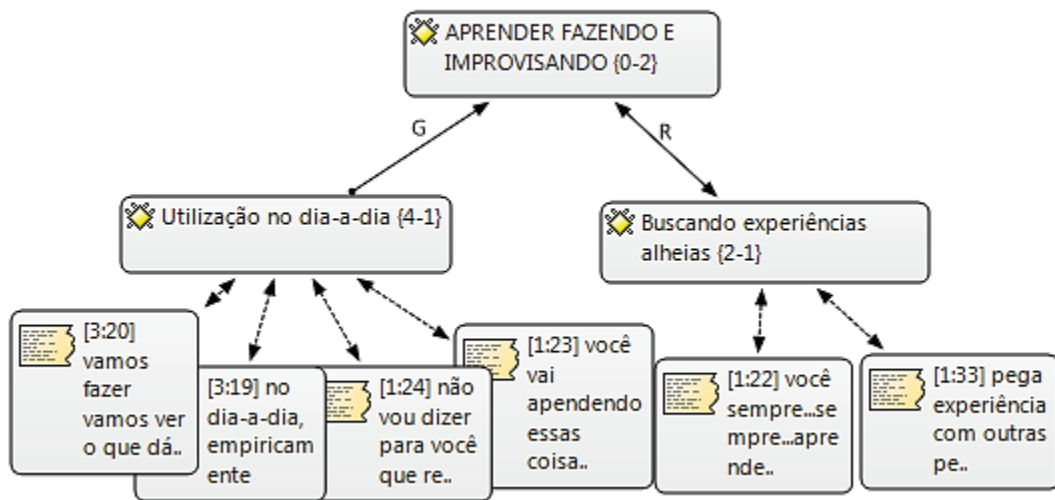 APRENDER FAZENDO E
IMPROVISANDO {0-2}
G
R
Utilização no dia-a-dia {4-1}
Buscando experiências
alheias {2-1}
[3:20]
vamos
fazer
vamos ver
o que dá..
[3:19] no
dia-a-dia,
empiricam
ente
[1:24] não
vou dizer
para você
que re..
[1:23] você
vai
apendendo
essas
coisa..
[1:22] você
sempre...se
mpre...apre
nde..
[1:33] pega
experiência
com outras
pe..